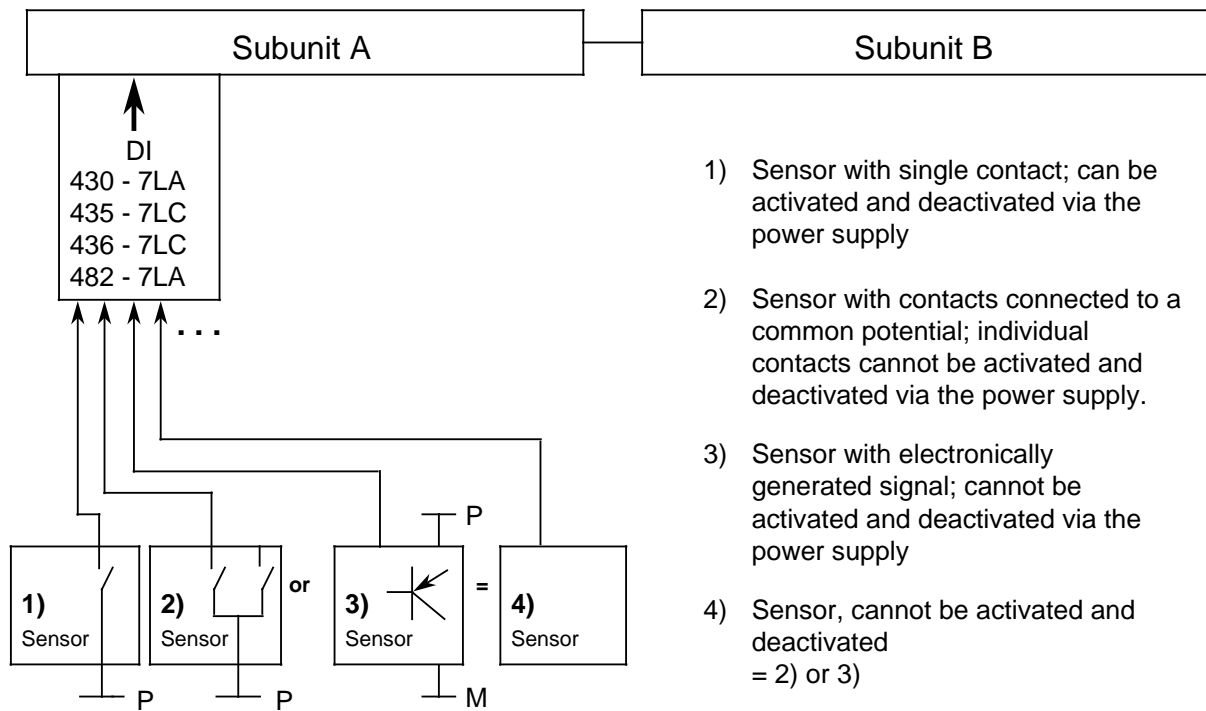 Subunit A
Subunit B
DI
430 - 7LA
435 - 7LC
436 - 7LC
482 - 7LA
. . .
1) Sensor with single contact; can be
activated and deactivated via the
power supply
2) Sensor with contacts connected to a
common potential; individual
contacts cannot be activated and
deactivated via the power supply.
3) Sensor with electronically
generated signal; cannot be
activated and deactivated via the
power supply
4) Sensor, cannot be activated and
deactivated
= 2) or 3)
1)
Sensor
P
2)
Sensor
P
or
P
3)
Sensor
M
=
4)
Sensor